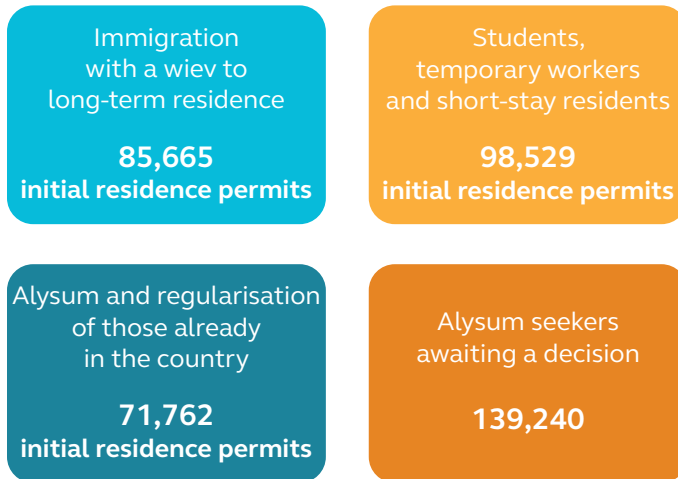 Immigration
with a wiev to
long-term residence
85,665
initial residence permits
Students,
temporary workers
and short-stay residents
98,529
initial residence permits
Alysum and regularisation
of those already
in the country
71,762
initial residence permits
Alysum seekers
awaiting a decision
139,240